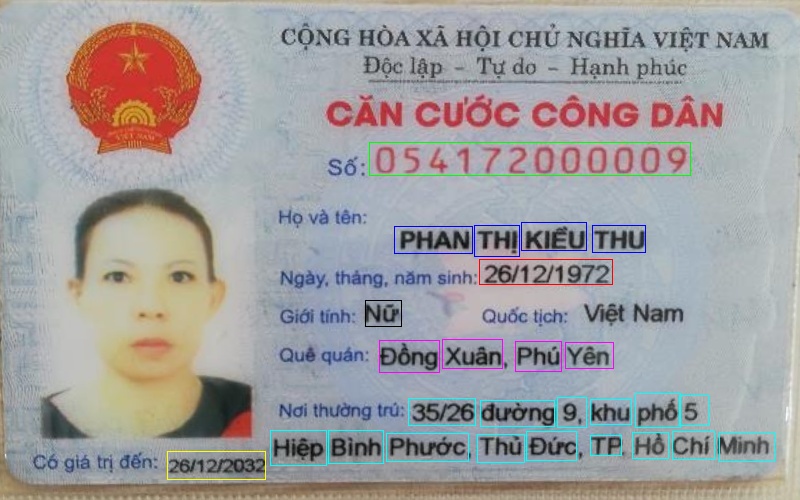 CỘNG HÒA XÃ HỘI CHỦ NGHĨA VIỆT NAM
Độc lập - Tự do - Hạnh phúc
CĂN CƯỚC CÔNG DÂN
Số: 054172000009
Họ và tên:
PHAN THỊ KIỀU THU
Ngày, tháng, năm sinh: 26/12/1972
Giới tính: Nữ Quốc tịch: Việt Nam
Quê quán: Đồng Xuân, Phú Yên
Nơi thường trú: 35/26 đường 9, khu phố 5
Hiệp Bình Phước, Thủ Đức, TP. Hồ Chí Minh
Có giá trị đến: 26/12/2032